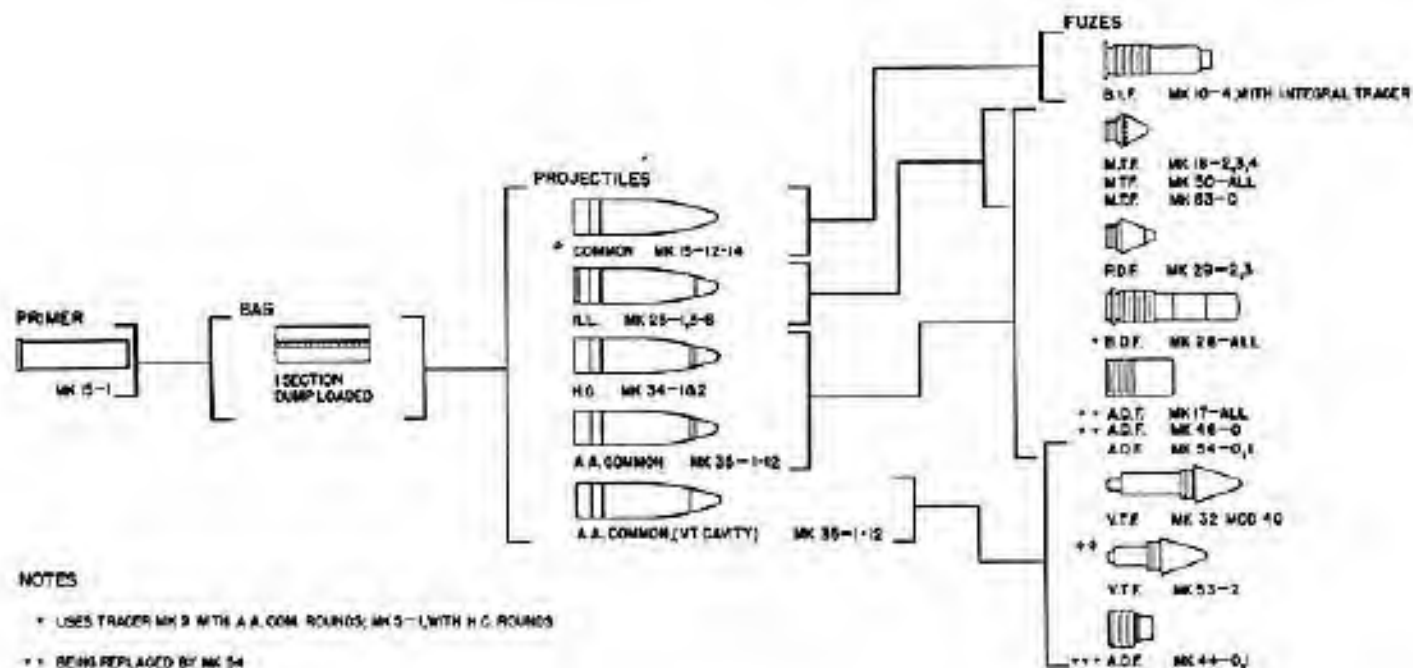 PRIMER
MK 15-1
BAG
1 SECTION
DUMP LOADED
PROJECTILES
* COMMON MK 15-12-14
ILL. MK 25-1,5-6
H.C. MK 34-1&2
A.A. COMMON MK 35-1-12
A.A. COMMON (VT CAVITY) MK 35-1-12
FUZES
B.I.F. MK 10-4, WITH INTEGRAL TRACER
M.T.F. MK 18-2,3,4
M.T.F. MK 50-ALL
M.T.F. MK 63-0
P.D.F. MK 29-2,3
* B.D.F. MK 28-ALL
** A.D.F. MK 17-ALL
** A.D.F. MK 46-0
A.D.F. MK 54-0,1
V.T.F. MK 32 MOD 40
**
V.T.F. MK 53-2
*** A.D.F. MK 44-0,1
NOTES
* USES TRACER MK 9 WITH A.A. COM. ROUNDS; MK 5-1, WITH H.C. ROUNDS
** BEING REPLACED BY MK 54